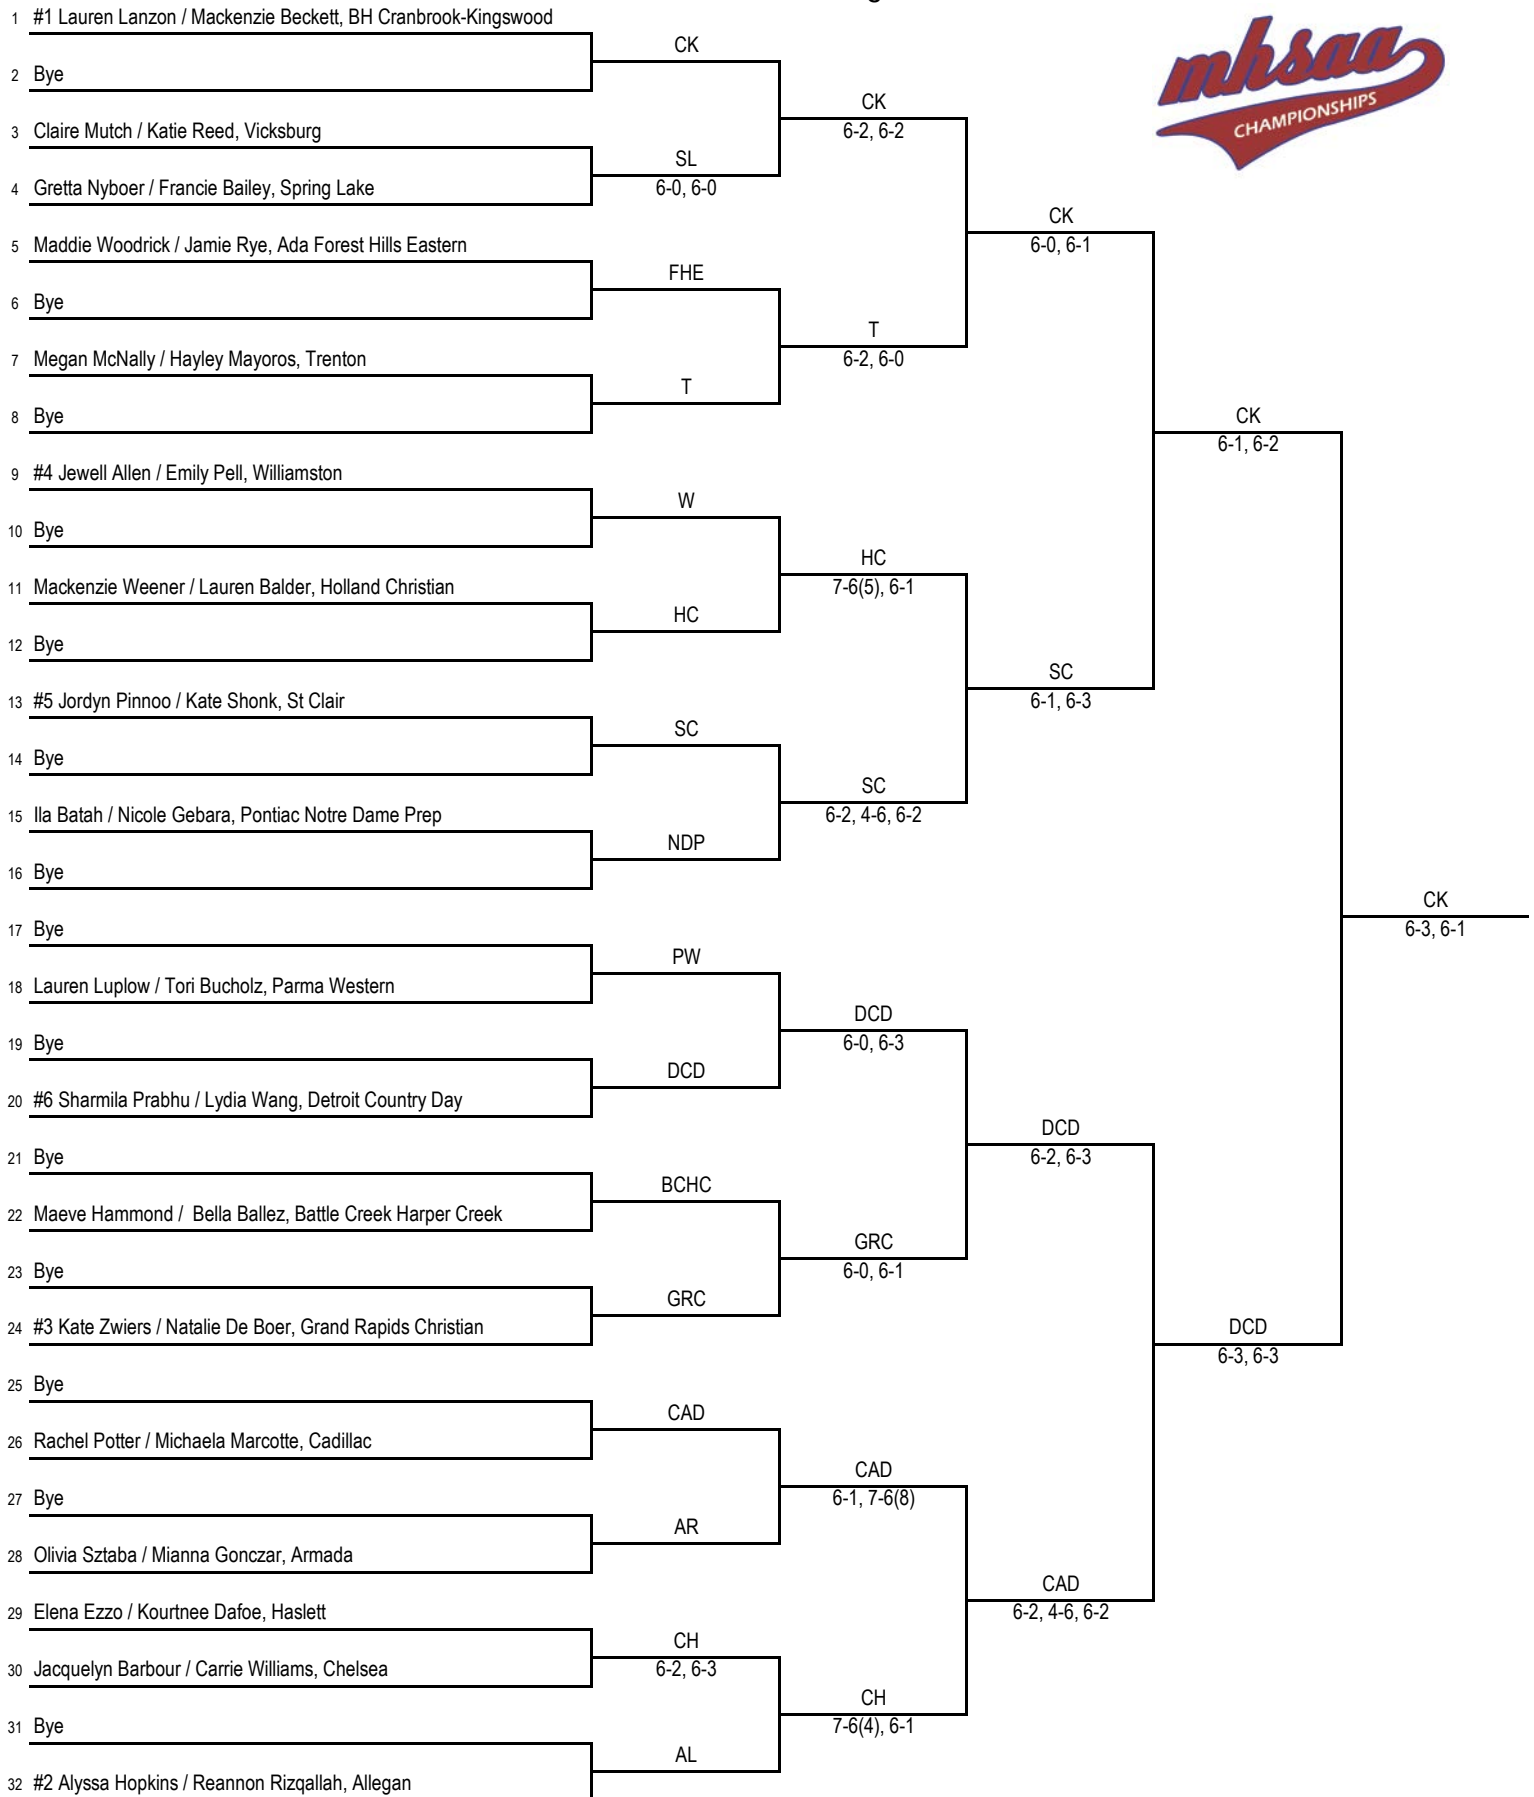 1 #1 Lauren Lanzon / Mackenzie Beckett, BH Cranbrook-Kingswood
CK
2 Bye
CK
6-2, 6-2
3 Claire Mutch / Katie Reed, Vicksburg
SL
6-0, 6-0
4 Gretta Nyboer / Francie Bailey, Spring Lake
CK
6-0, 6-1
5 Maddie Woodrick / Jamie Rye, Ada Forest Hills Eastern
FHE
6 Bye
T
6-2, 6-0
7 Megan McNally / Hayley Mayoros, Trenton
T
8 Bye
CK
6-1, 6-2
9 #4 Jewell Allen / Emily Pell, Williamston
W
10 Bye
HC
7-6(5), 6-1
11 Mackenzie Weener / Lauren Balder, Holland Christian
HC
12 Bye
SC
6-1, 6-3
13 #5 Jordyn Pinnoo / Kate Shonk, St Clair
SC
14 Bye
SC
6-2, 4-6, 6-2
15 Ila Batah / Nicole Gebara, Pontiac Notre Dame Prep
NDP
16 Bye
CK
6-3, 6-1
17 Bye
PW
18 Lauren Luplow / Tori Bucholz, Parma Western
DCD
6-0, 6-3
19 Bye
DCD
20 #6 Sharmila Prabhu / Lydia Wang, Detroit Country Day
DCD
6-2, 6-3
21 Bye
BCHC
22 Maeve Hammond / Bella Ballez, Battle Creek Harper Creek
GRC
6-0, 6-1
23 Bye
GRC
24 #3 Kate Zwiers / Natalie De Boer, Grand Rapids Christian
DCD
6-3, 6-3
25 Bye
CAD
26 Rachel Potter / Michaela Marcotte, Cadillac
CAD
6-1, 7-6(8)
27 Bye
AR
28 Olivia Sztaba / Mianna Gonczar, Armada
CAD
6-2, 4-6, 6-2
29 Elena Ezzo / Kourtnee Dafoe, Haslett
CH
6-2, 6-3
30 Jacquelyn Barbour / Carrie Williams, Chelsea
CH
7-6(4), 6-1
31 Bye
AL
32 #2 Alyssa Hopkins / Reannon Rizqallah, Allegan
mhsaa
CHAMPIONSHIPS